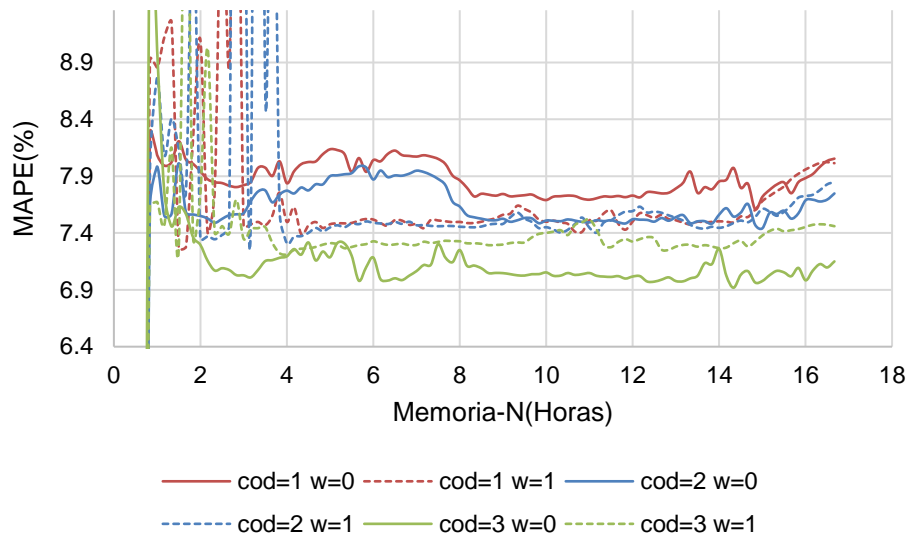 8.9
8.4
7.9
7.4
6.9
6.4
MAPE(%)
0 2 4 6 8 10 12 14 16 18
Memoria-N(Horas)
cod=1 w=0 cod=1 w=1 cod=2 w=0
cod=2 w=1 cod=3 w=0 cod=3 w=1